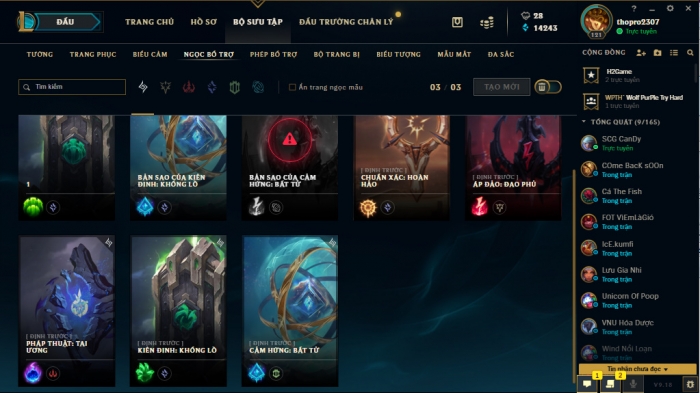 ĐẤU
TRANG CHỦ
HỒ SƠ
BỘ SƯU TẬP
ĐẤU TRƯỜNG CHÂN LÝ
28
14243
121
thopro2307
Trực tuyến
TƯỚNG
TRANG PHỤC
BIỂU CẢM
NGỌC BỔ TRỢ
PHÉP BỔ TRỢ
BỘ TRANG BỊ
BIỂU TƯỢNG
MẪU MẮT
ĐA SẮC
Tìm kiếm
Ẩn trang ngọc mẫu
03 / 03
TẠO MỚI
1
BẢN SAO CỦA KIÊN ĐỊNH: KHỔNG LỒ
BẢN SAO CỦA CẢM HỨNG: BẤT TỬ
[ ĐỊNH TRƯỚC ]
CHUẨN XÁC: HOÀN HẢO
[ ĐỊNH TRƯỚC ]
ÁP ĐẢO: ĐAO PHỦ
[ ĐỊNH TRƯỚC ]
PHÁP THUẬT: TAI ƯƠNG
[ ĐỊNH TRƯỚC ]
KIÊN ĐỊNH: KHỔNG LỒ
[ ĐỊNH TRƯỚC ]
CẢM HỨNG: BẤT TỬ
CỘNG ĐỒNG
H2Game
2 trực tuyến
WPTH Wolf PurPle Try Hard
1 trực tuyến
TỔNG QUÁT (9/165)
SCG CanDy
Trực tuyến
COme BacK sOOn
Trong trận
Cá The Fish
Trong trận
FOT ViEmLàGió
Trong trận
IcE.kumfi
Trong trận
Lưu Gia Nhi
Trong trận
Unicorn Of Poop
Trong trận
VNU Hóa Dược
Trong trận
Wind Nổi Loạn
Trong trận
Tin nhắn chưa đọc
1
2
V9.18